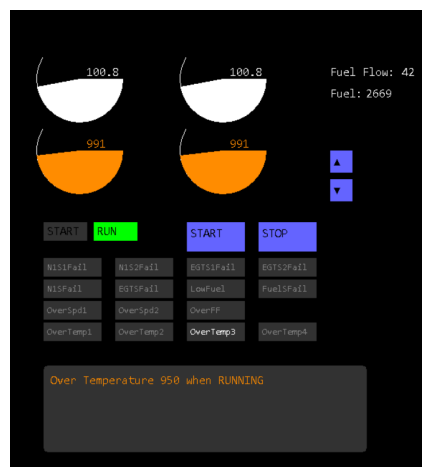 100.8 100.8 Fuel Flow: 42
Fuel: 2669
991 991
▲
▼
START RUN START STOP
N1S1Fail N1S2Fail EGTS1Fail EGTS2Fail
N1SFail EGTSFail LowFuel FuelSFail
OverSpd1 OverSpd2 OverFF
OverTemp1 OverTemp2 OverTemp3 OverTemp4
Over Temperature 950 when RUNNING